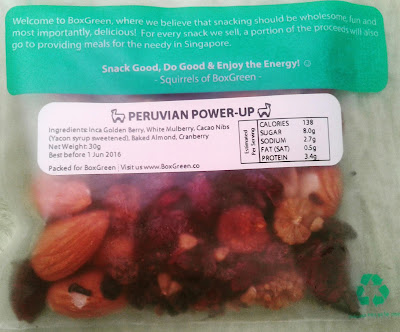 Welcome to BoxGreen, where we believe that snacking should be wholesome, fun and
most importantly, delicious! For every snack we sell, a portion of the proceeds will also
go to providing meals for the needy in Singapore.
Snack Good, Do Good & Enjoy the Energy! ☺
- Squirrels of BoxGreen -
PERUVIAN POWER-UP
Ingredients: Inca Golden Berry, White Mulberry, Cacao Nibs
(Yacon syrup sweetened), Baked Almond, Cranberry
Net Weight: 30g
Best before 1 Jun 2016
Packed for BoxGreen | Visit us www.BoxGreen.co
Estimated
Per Serving
CALORIES 138
SUGAR 8.0g
SODIUM 2.7g
FAT (SAT) 0.5g
PROTEIN 3.4g